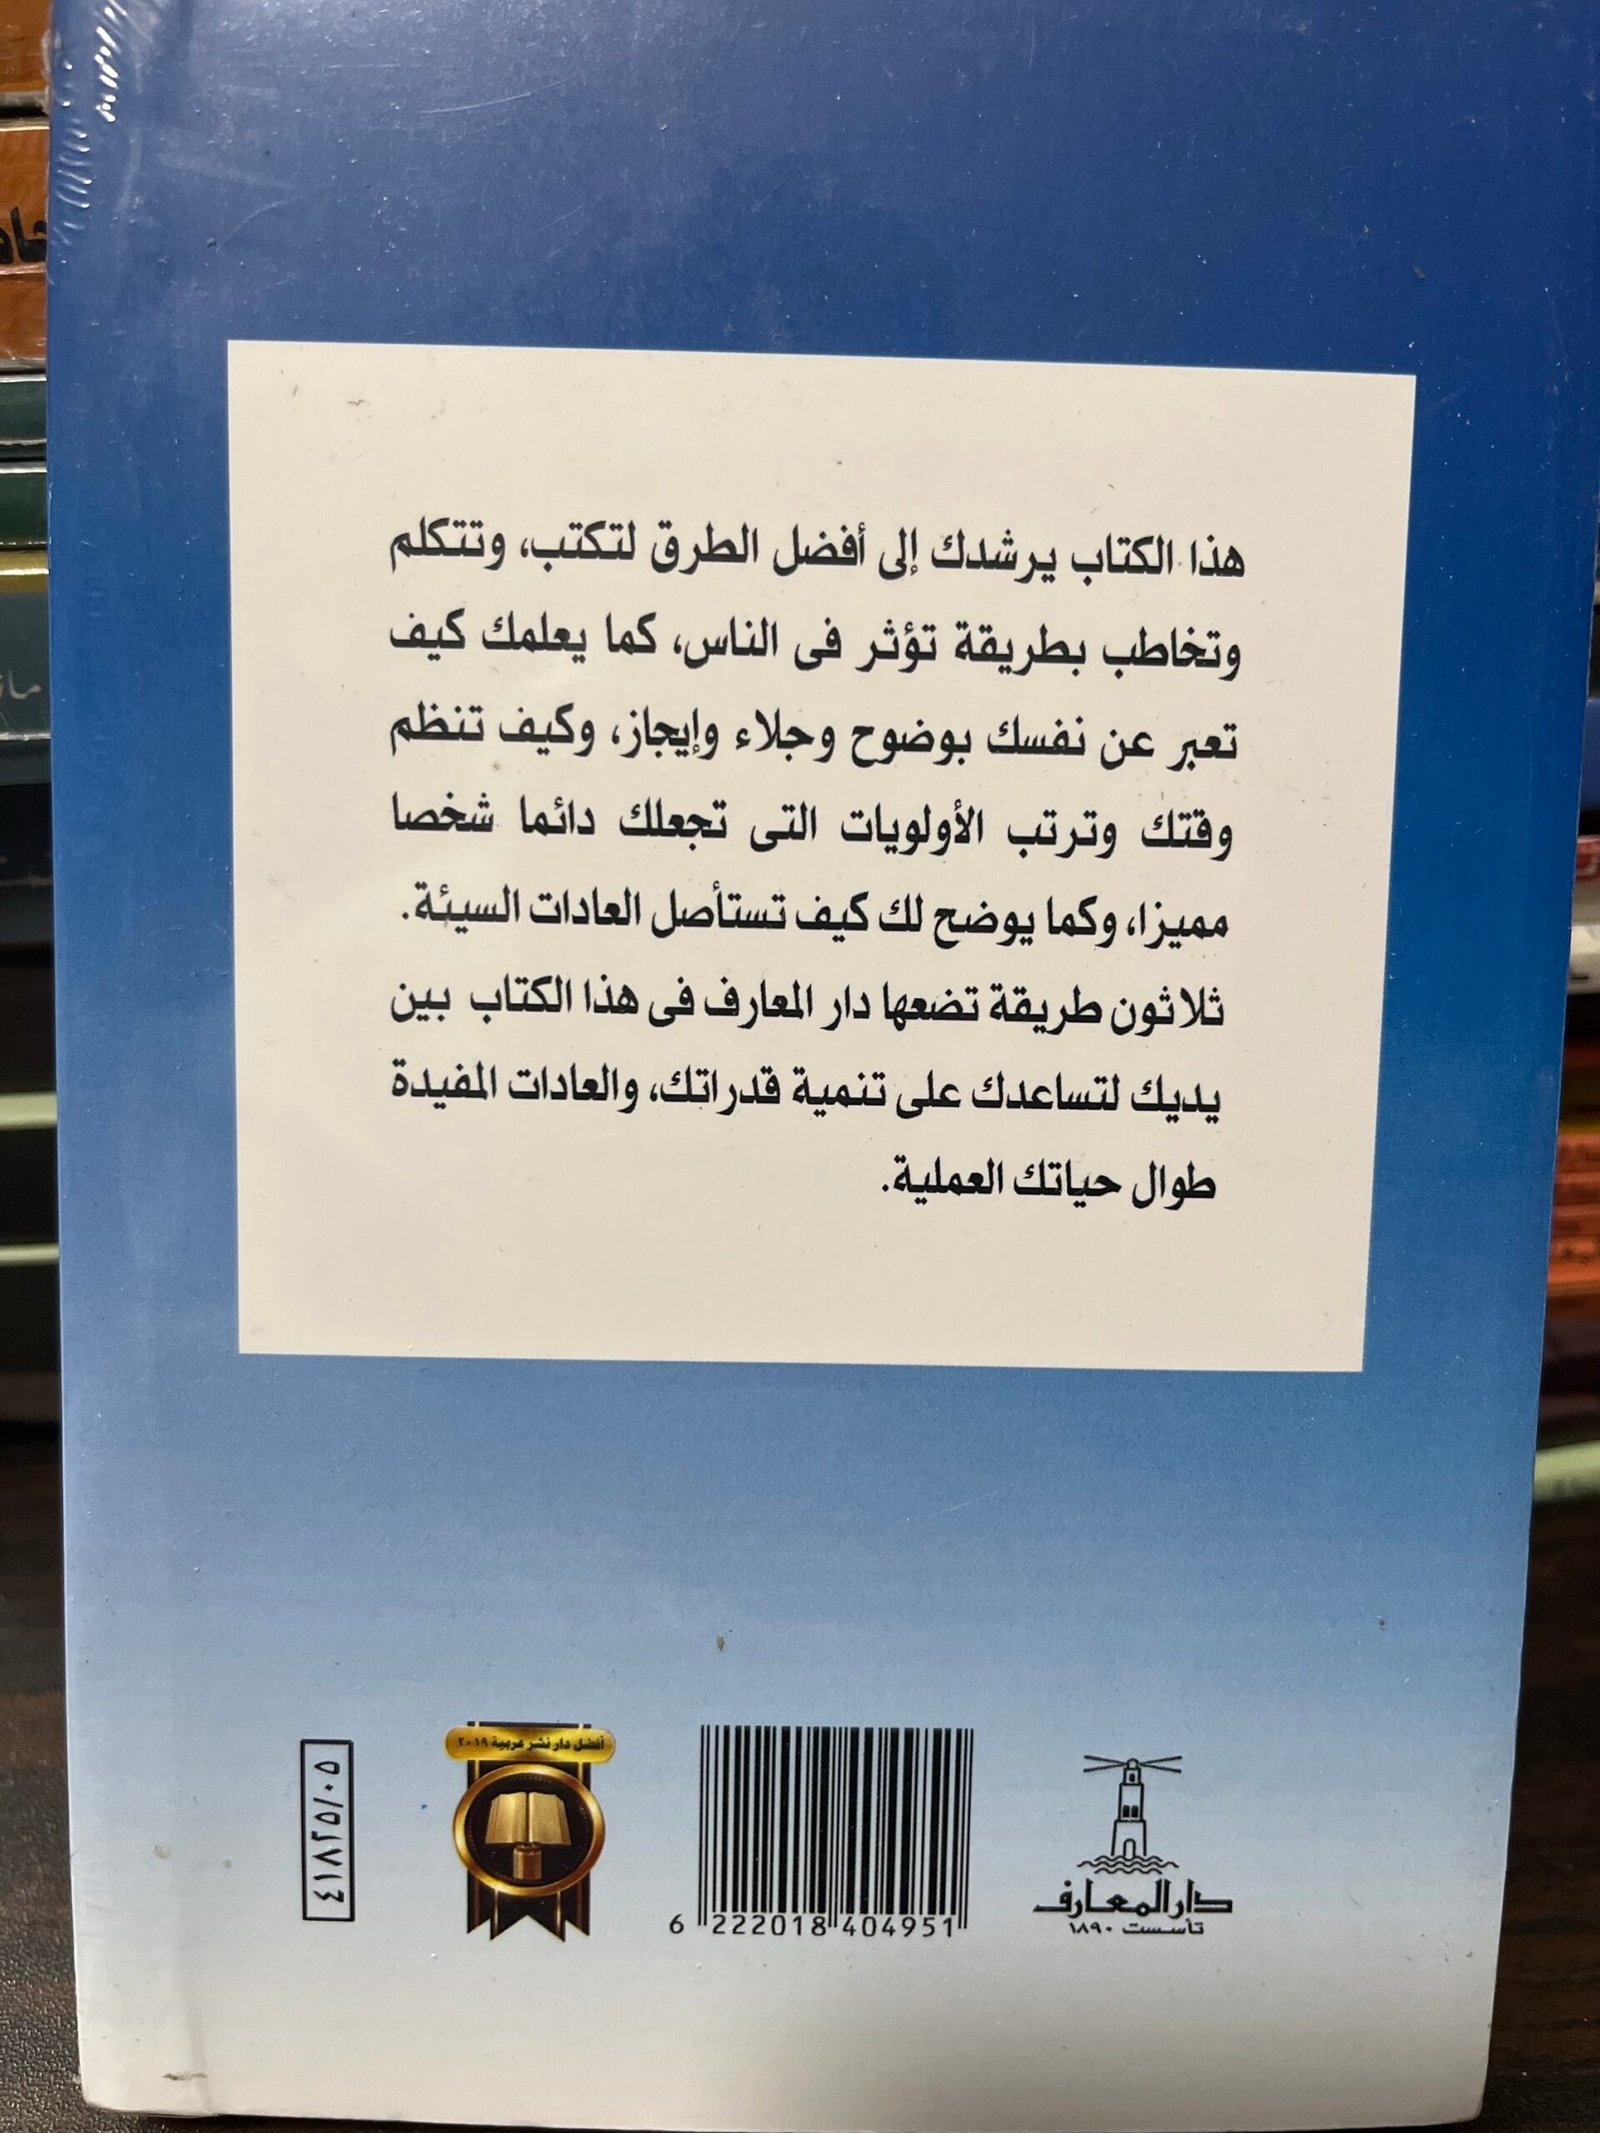 هذا الكتاب يرشدك إلى أفضل الطرق لتكتب، وتتكلم
وتخاطب بطريقة تؤثر فى الناس، كما يعلمك كيف
تعبر عن نفسك بوضوح وجلاء وإيجاز، وكيف تنظم
وقتك وترتب الأولويات التى تجعلك دائما شخصا
مميزا، وكما يوضح لك كيف تستأصل العادات السيئة.
ثلاثون طريقة تضعها دار المعارف فى هذا الكتاب بين
يديك لتساعدك على تنمية قدراتك، والعادات المفيدة
طوال حياتك العملية.
دار المعارف
تأسست ١٨٩٠
6 222018 404951
أفضل دار نشر عربية ٢٠١٩
٤١٨٢٥/٠٥